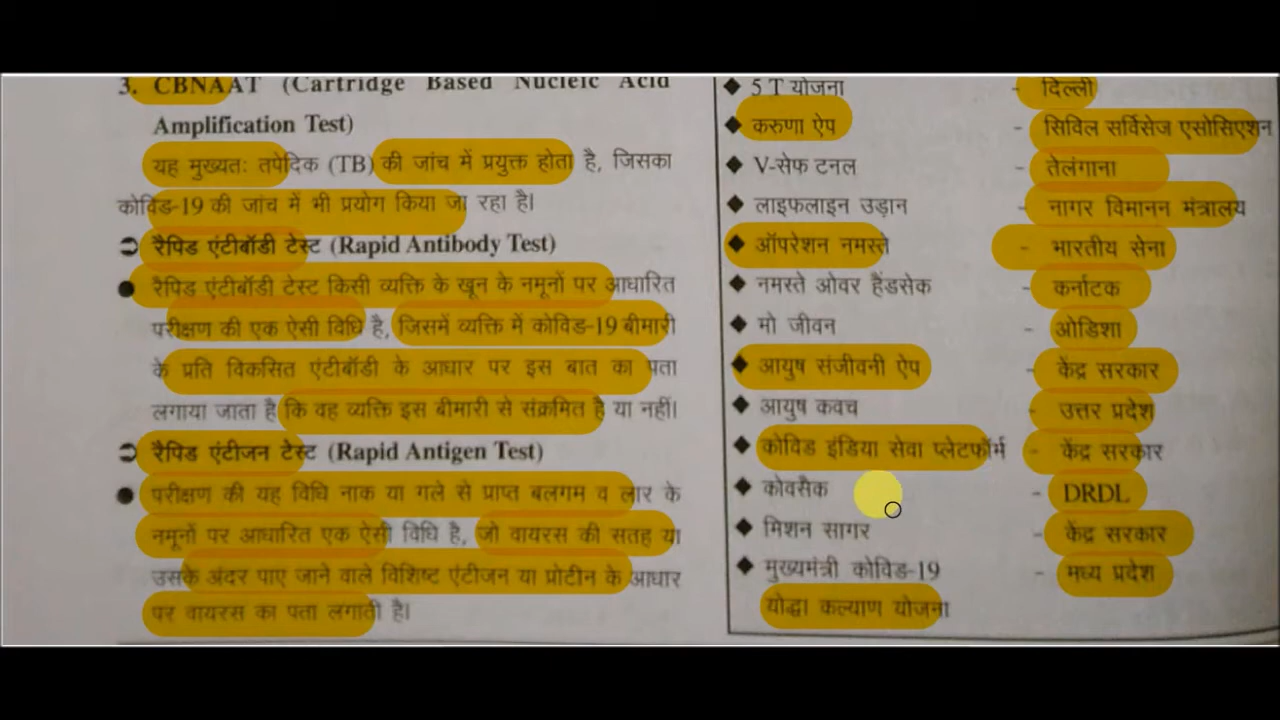 3. CBNAAT (Cartridge Based Nucleic Acid
Amplification Test)
यह मुख्यतः तपेदिक (TB) की जांच में प्रयुक्त होता है, जिसका
कोविड-19 की जांच में भी प्रयोग किया जा रहा है।
➲ रैपिड एंटीबॉडी टेस्ट (Rapid Antibody Test)
● रैपिड एंटीबॉडी टेस्ट किसी व्यक्ति के खून के नमूनों पर आधारित
परीक्षण की एक ऐसी विधि है, जिसमें व्यक्ति में कोविड-19 बीमारी
के प्रति विकसित एंटीबॉडी के आधार पर इस बात का पता
लगाया जाता है कि वह व्यक्ति इस बीमारी से संक्रमित है या नहीं।
➲ रैपिड एंटीजन टेस्ट (Rapid Antigen Test)
● परीक्षण की यह विधि नाक या गले से प्राप्त बलगम व लार के
नमूनों पर आधारित एक ऐसी विधि है, जो वायरस की सतह या
उसके अंदर पाए जाने वाले विशिष्ट एंटीजन या प्रोटीन के आधार
पर वायरस का पता लगाती है।
◆ 5 T योजना - दिल्ली
◆ करुणा ऐप - सिविल सर्विसेज एसोसिएशन
◆ V-सेफ टनल - तेलंगाना
◆ लाइफलाइन उड़ान - नागर विमानन मंत्रालय
◆ ऑपरेशन नमस्ते - भारतीय सेना
◆ नमस्ते ओवर हैंडसेक - कर्नाटक
◆ मो जीवन - ओडिशा
◆ आयुष संजीवनी ऐप - केंद्र सरकार
◆ आयुष कवच - उत्तर प्रदेश
◆ कोविड इंडिया सेवा प्लेटफॉर्म - केंद्र सरकार
◆ कोवसैक - DRDL
◆ मिशन सागर - केंद्र सरकार
◆ मुख्यमंत्री कोविड-19 - मध्य प्रदेश
योद्धा कल्याण योजना